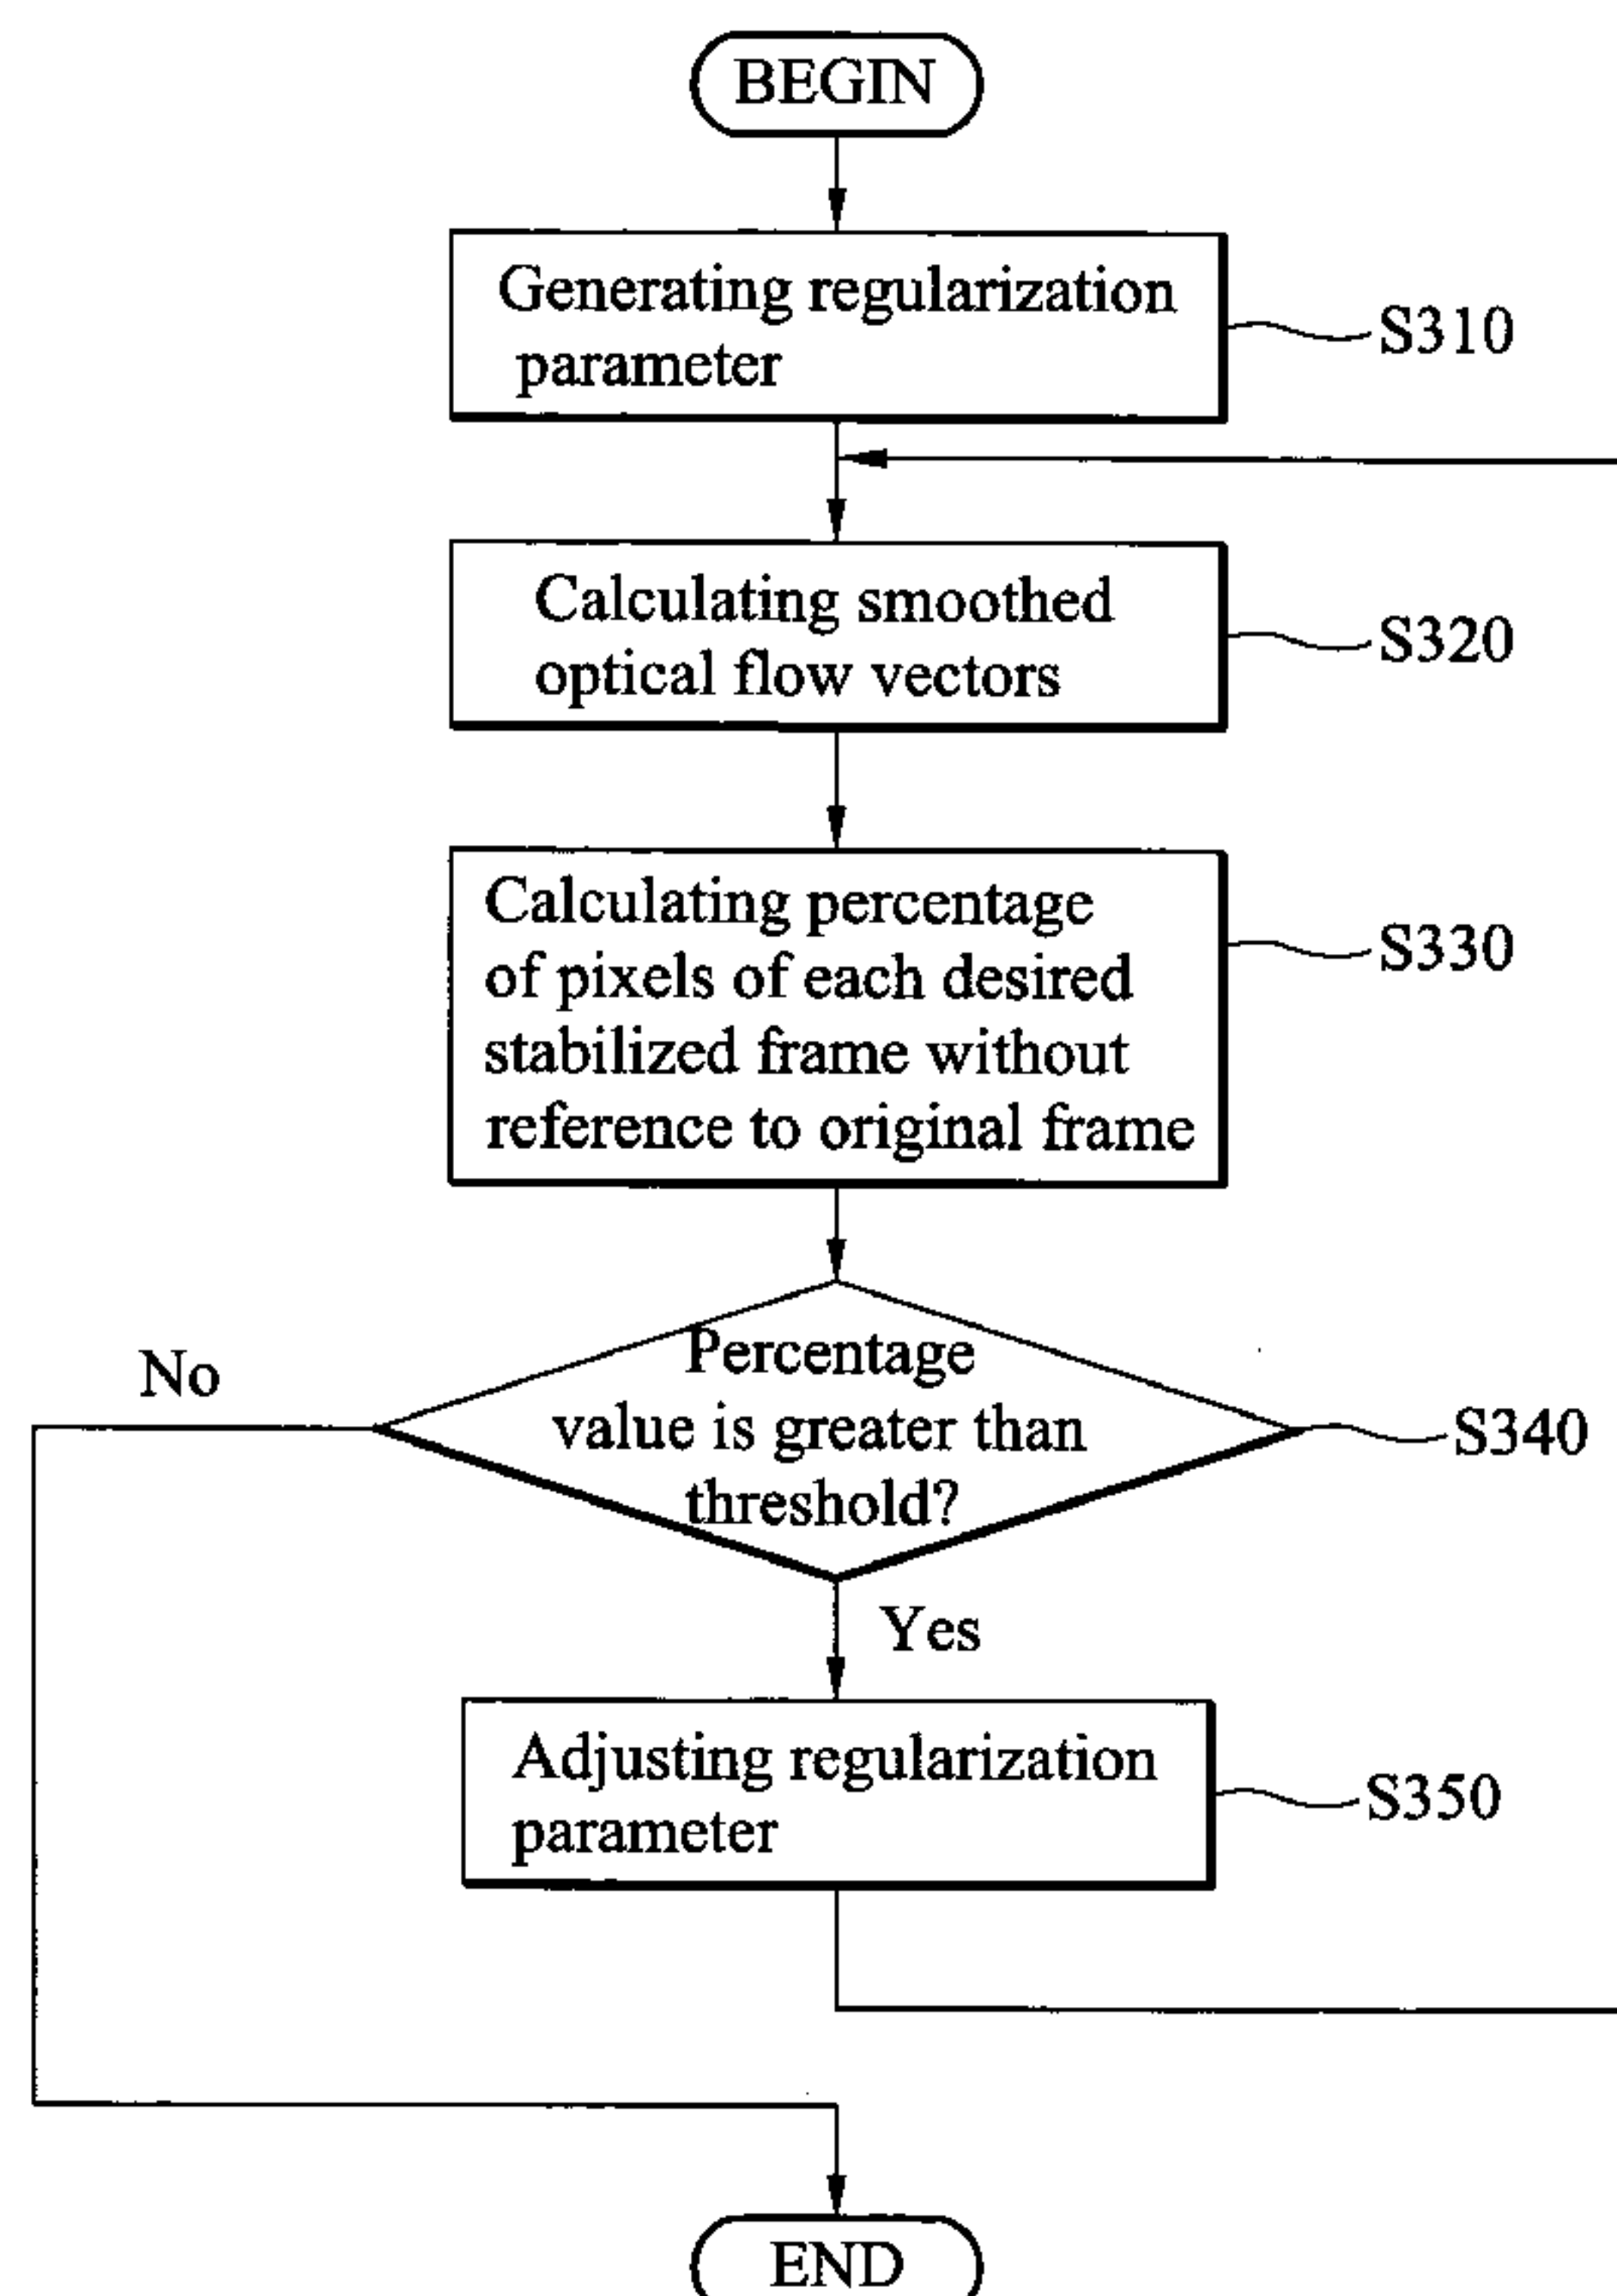 BEGIN
Generating regularization
parameter
S310
Calculating smoothed
optical flow vectors
S320
Calculating percentage
of pixels of each desired
stabilized frame without
reference to original frame
S330
Percentage
value is greater than
threshold?
S340
No
Yes
Adjusting regularization
parameter
S350
END